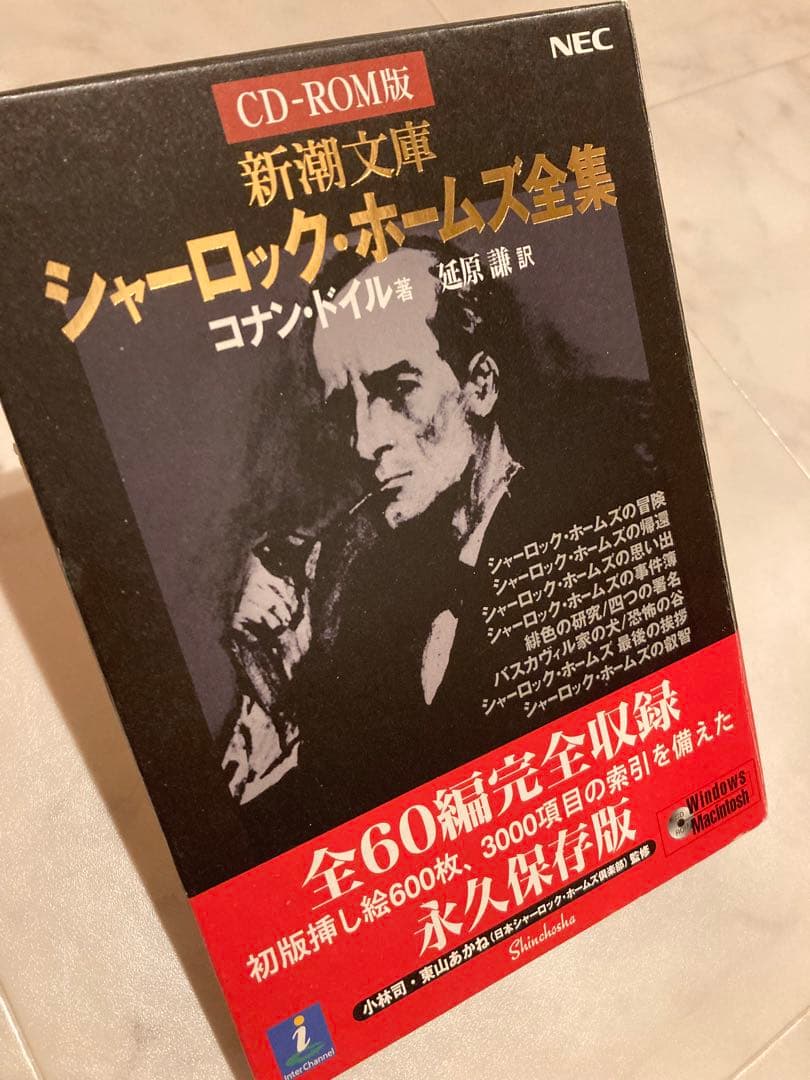 NEC
CD-ROM版
新潮文庫
シャーロック・ホームズ全集
コナン・ドイル著 延原 謙 訳
シャーロック・ホームズの冒険
シャーロック・ホームズの帰還
シャーロック・ホームズの思い出
シャーロック・ホームズの事件簿
緋色の研究/四つの署名
バスカヴィル家の犬/恐怖の谷
シャーロック・ホームズ 最後の挨拶
シャーロック・ホームズの叡智
全60編完全収録
初版挿し絵600枚、3000項目の索引を備えた
永久保存版
Windows
Macintosh
小林司・東山あかね(日本シャーロック・ホームズ倶楽部) 監修
Shinchosha
InterChannel